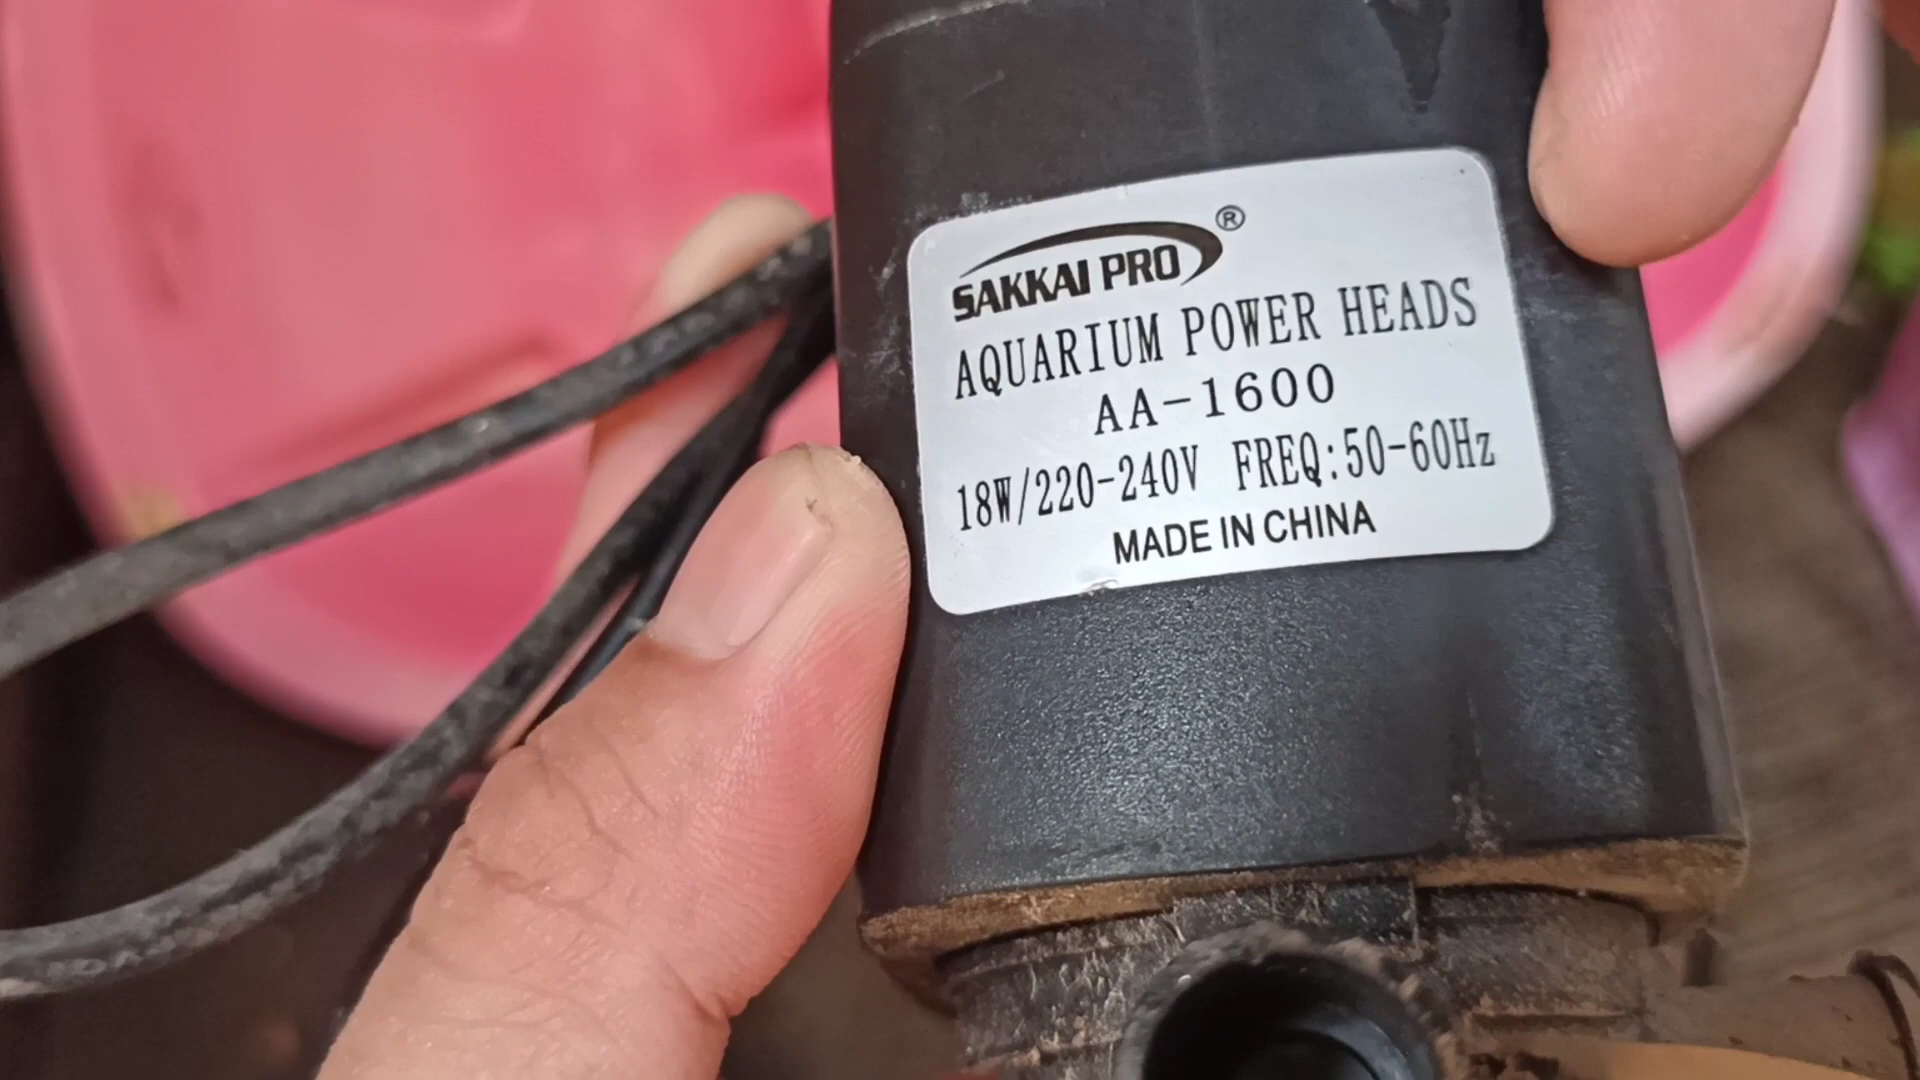 SAKKAI PRO®
AQUARIUM POWER HEADS
AA-1600
18W/220-240V FREQ:50-60Hz
MADE IN CHINA